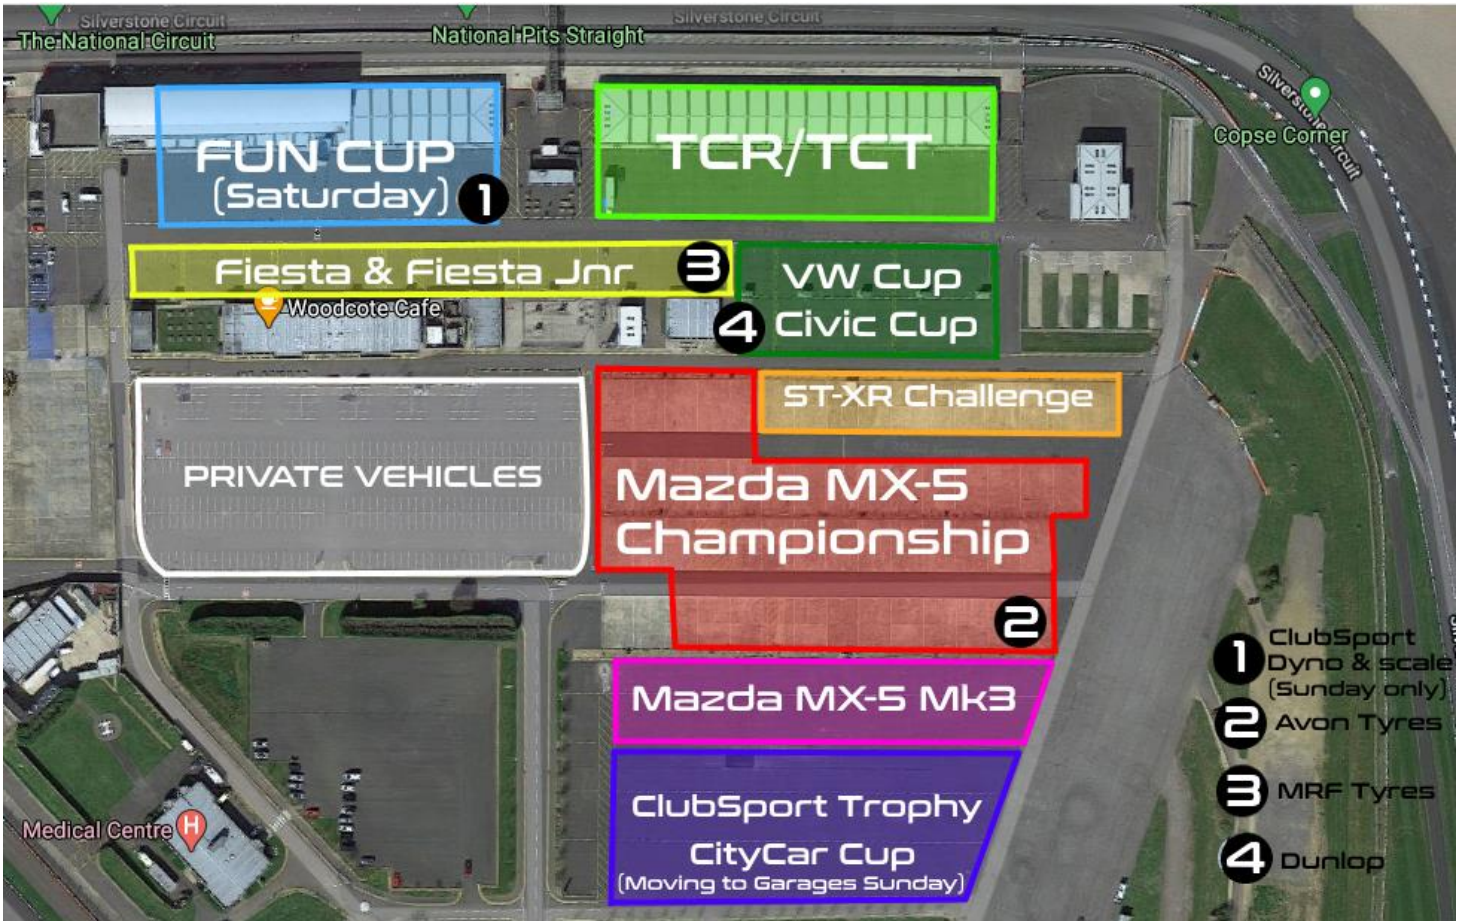 Silverstone Circuit
Silverstone Circuit
The National Circuit
National Pits Straight
Silverstone Circuit
Copse Corner
FUN CUP
(Saturday) 1
TCR/TCT
Fiesta & Fiesta Jnr 3
Woodcote Cafe
VW Cup
4 Civic Cup
ST-XR Challenge
PRIVATE VEHICLES
Mazda MX-5
Championship
2
Mazda MX-5 Mk3
ClubSport Trophy
CityCar Cup
(Moving to Garages Sunday)
Medical Centre H
1 ClubSport
Dyno & scale
(Sunday only)
2 Avon Tyres
3 MRF Tyres
4 Dunlop